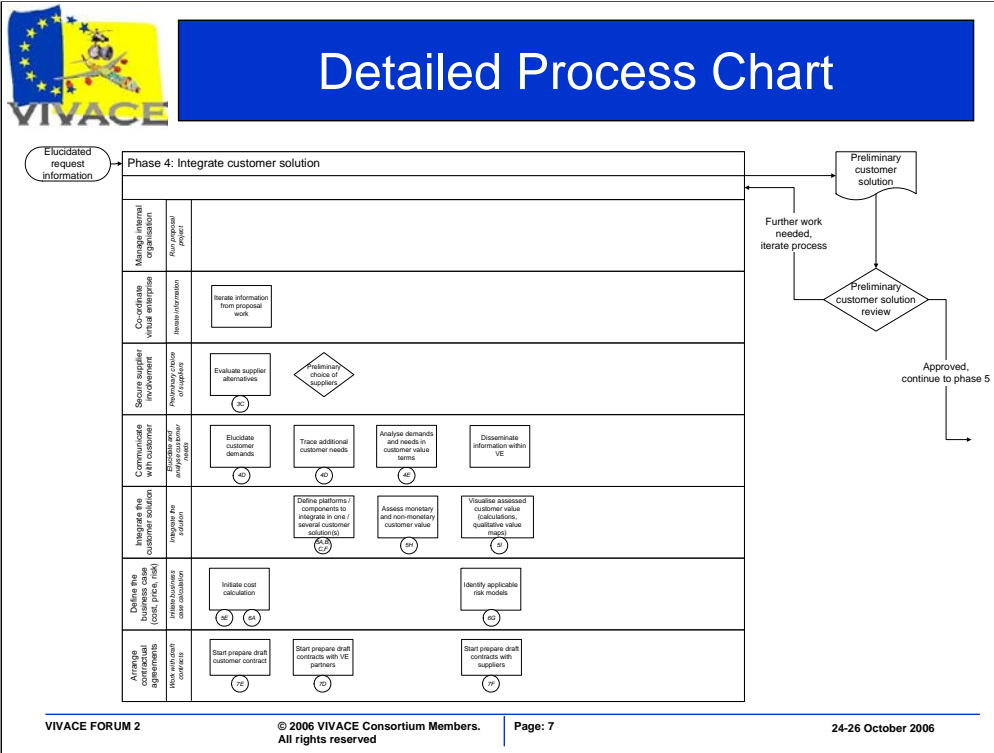 VIVACE
Detailed Process Chart
Elucidated
request
information
Phase 4: Integrate customer solution
Preliminary
customer
solution
Further work
needed,
iterate process
Preliminary
customer solution
review
Approved,
continue to phase 5
Manage internal
organisation
Run proposal
project
Co-ordinate
virtual enterprise
Iterate information
Iterate information
from proposal
work
Secure supplier
involvement
Preliminary choice
of suppliers
Evaluate supplier
alternatives
3C
Preliminary
choice of
suppliers
Communicate
with customer
Elucidate and
analyse customer
needs
Elucidate
customer
demands
4D
Trace additional
customer needs
4D
Analyse demands
and needs in
customer value
terms
4E
Disseminate
information within
VE
Integrate the
customer solution
Integrate the
solution
Define platforms /
components to
integrate in one /
several customer
solution(s)
5A,B,
C,F
Assess monetary
and non-monetary
customer value
5H
Visualise assessed
customer value
(calculations,
qualitative value
maps)
5I
Define the
business case
(cost, price, risk)
Initiate business
case calculation
Initiate cost
calculation
5E
6A
Identify applicable
risk models
6G
Arrange
contractual
agreements
Work with draft
contracts
Start prepare draft
customer contract
7E
Start prepare draft
contracts with VE
partners
7D
Start prepare draft
contracts with
suppliers
7F
VIVACE FORUM 2
© 2006 VIVACE Consortium Members.
All rights reserved
Page: 7
24-26 October 2006